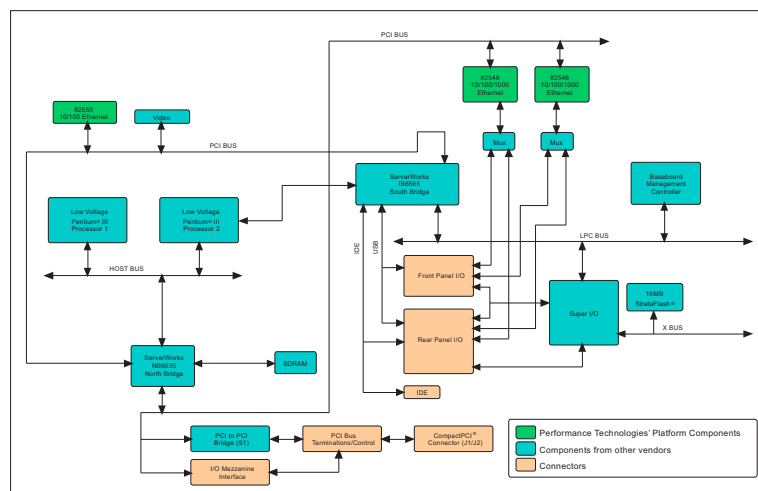 PCI BUS
82546
10/100/1000
Ethernet
82546
10/100/1000
Ethernet
82550
10/100 Ethernet
Video
Mux
Mux
PCI BUS
ServerWorks
IB6566
South Bridge
Baseboard
Management
Controller
Low Voltage
Pentium® III
Processor 1
Low Voltage
Pentium® III
Processor 2
IDE
USB
LPC BUS
HOST BUS
Front Panel I/O
16MB
StrataFlash®
Super I/O
X BUS
Rear Panel I/O
ServerWorks
NB6635
North Bridge
SDRAM
IDE
PCI to PCI
Bridge (S1)
PCI Bus
Terminations/Control
CompactPCI®
Connector (J1/J2)
I/O Mezzanine
Interface
Performance Technologies' Platform Components
Components from other vendors
Connectors